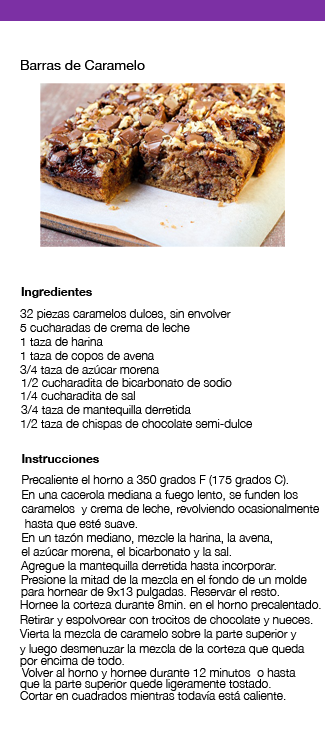 Barras de Caramelo
Ingredientes
32 piezas caramelos dulces, sin envolver
5 cucharadas de crema de leche
1 taza de harina
1 taza de copos de avena
3/4 taza de azúcar morena
1/2 cucharadita de bicarbonato de sodio
1/4 cucharadita de sal
3/4 taza de mantequilla derretida
1/2 taza de chispas de chocolate semi-dulce
Instrucciones
Precaliente el horno a 350 grados F (175 grados C).
En una cacerola mediana a fuego lento, se funden los
caramelos y crema de leche, revolviendo ocasionalmente
hasta que esté suave.
En un tazón mediano, mezcle la harina, la avena,
el azúcar morena, el bicarbonato y la sal.
Agregue la mantequilla derretida hasta incorporar.
Presione la mitad de la mezcla en el fondo de un molde
para hornear de 9x13 pulgadas. Reservar el resto.
Hornee la corteza durante 8min. en el horno precalentado.
Retirar y espolvorear con trocitos de chocolate y nueces.
Vierta la mezcla de caramelo sobre la parte superior y
y luego desmenuzar la mezcla de la corteza que queda
por encima de todo.
Volver al horno y hornee durante 12 minutos o hasta
que la parte superior quede ligeramente tostado.
Cortar en cuadrados mientras todavía está caliente.